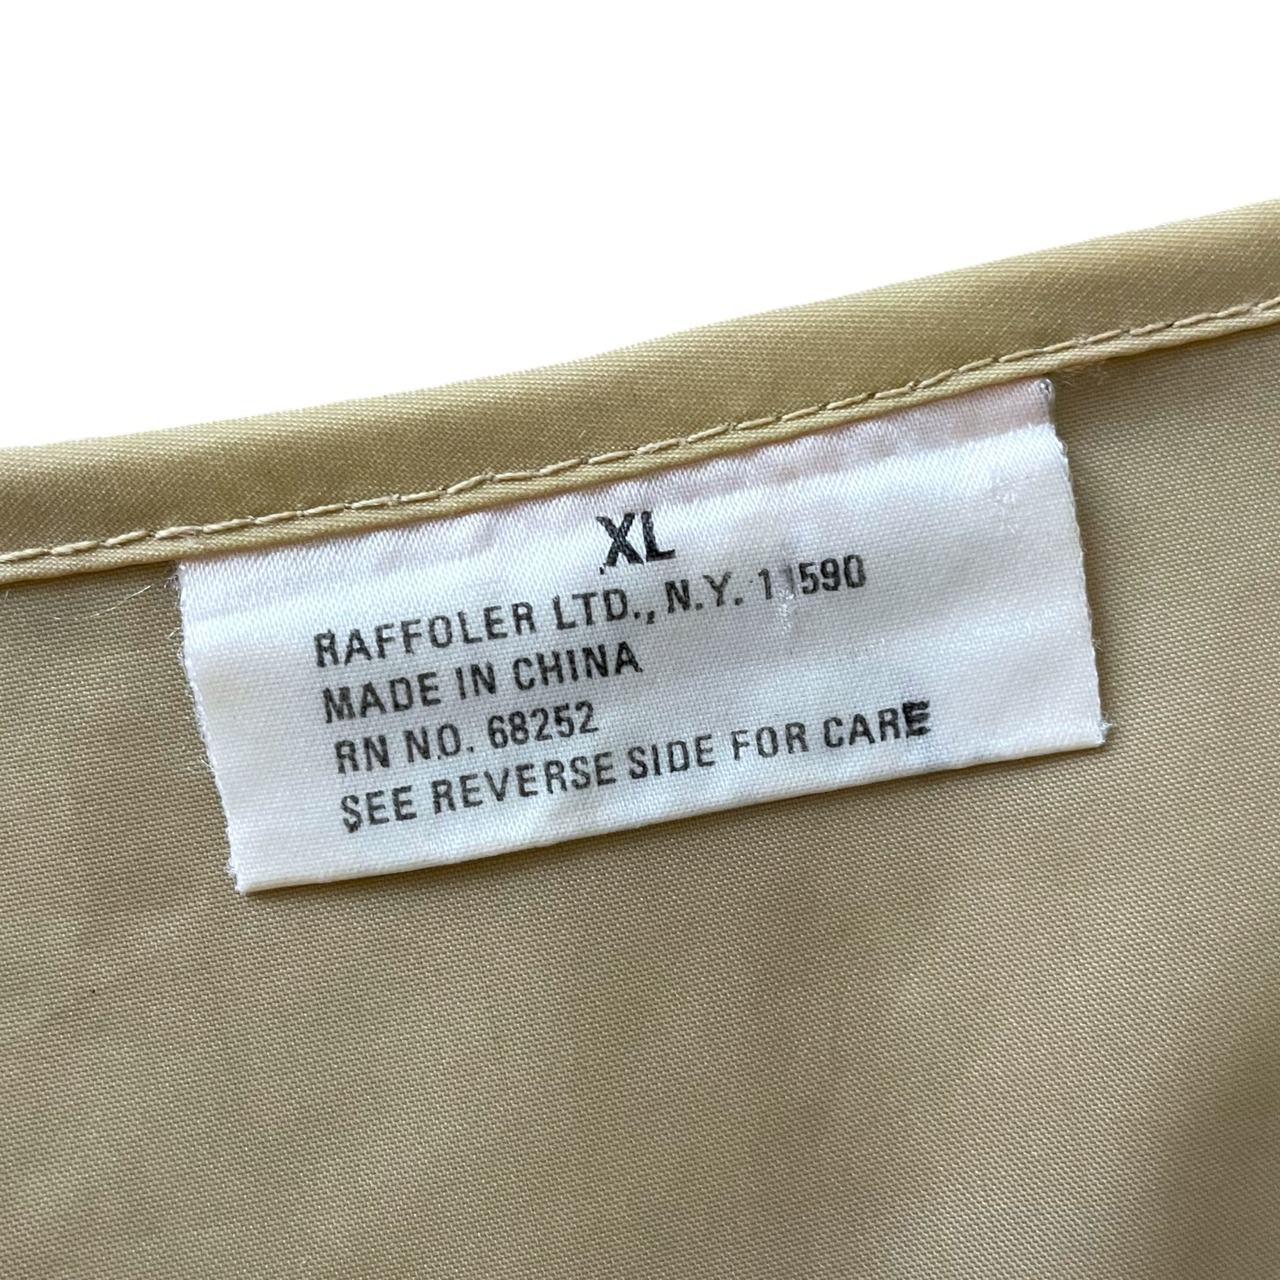 XL
RAFFOLER LTD., N.Y. 11590
MADE IN CHINA
RN NO. 68252
SEE REVERSE SIDE FOR CARE